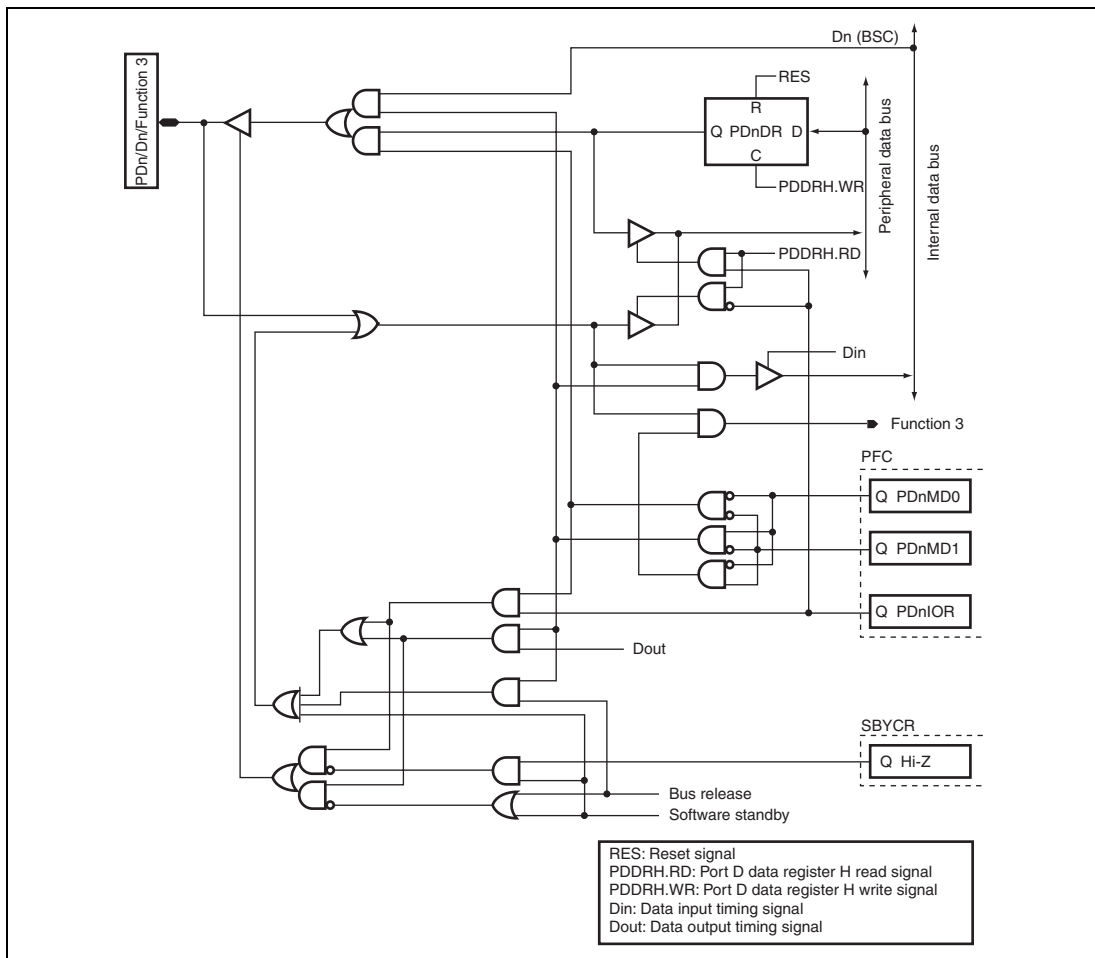 PDn/Dn/Function 3
Dn (BSC)
RES
R
Q PDnDR D
C
PDDRH.WR
Peripheral data bus
Internal data bus
PDDRH.RD
Din
Function 3
PFC
Q PDnMD0
Q PDnMD1
Q PDnIOR
Dout
SBYCR
Q Hi-Z
Bus release
Software standby
RES: Reset signal
PDDRH.RD: Port D data register H read signal
PDDRH.WR: Port D data register H write signal
Din: Data input timing signal
Dout: Data output timing signal